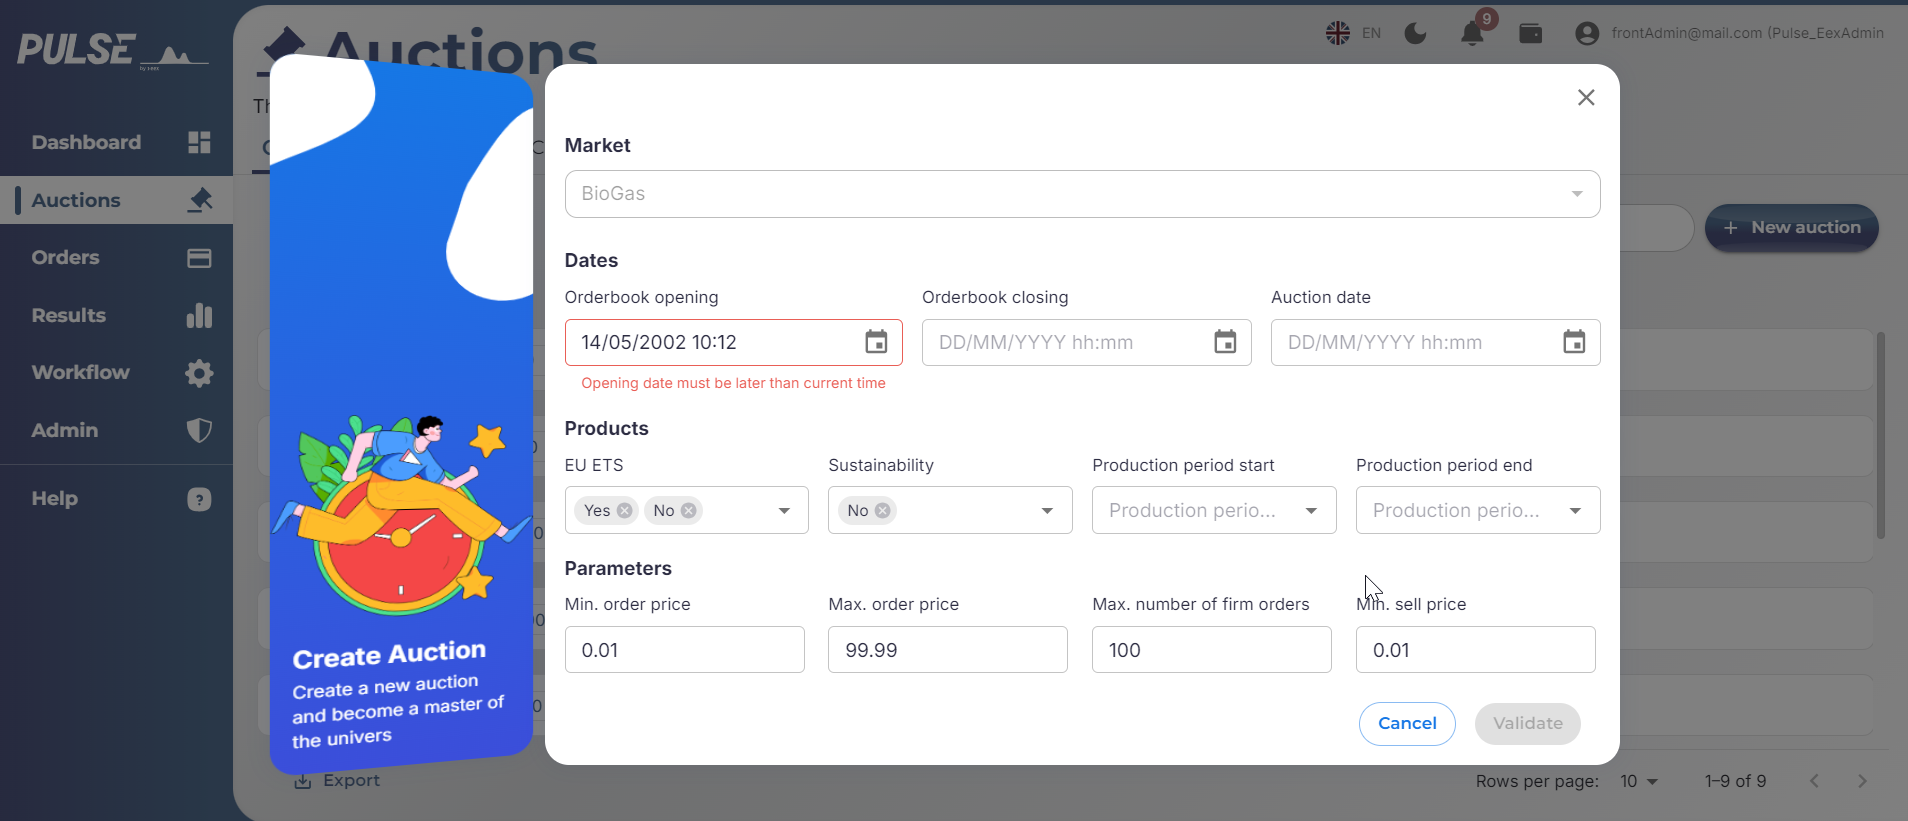 PULSE
Auctions
EN
9
frontAdmin@mail.com (Pulse_EexAdmin
Dashboard
Auctions
Orders
Results
Workflow
Admin
Help
New auction
Market
BioGas
Dates
Orderbook opening
Orderbook closing
Auction date
14/05/2002 10:12
DD/MM/YYYY hh:mm
DD/MM/YYYY hh:mm
Opening date must be later than current time
Products
EU ETS
Sustainability
Production period start
Production period end
Yes
No
No
Production perio...
Production perio...
Parameters
Min. order price
Max. order price
Max. number of firm orders
Min. sell price
0.01
99.99
100
0.01
Cancel
Validate
Create Auction
Create a new auction
and become a master of
the univers
Export
Rows per page:
10
1–9 of 9